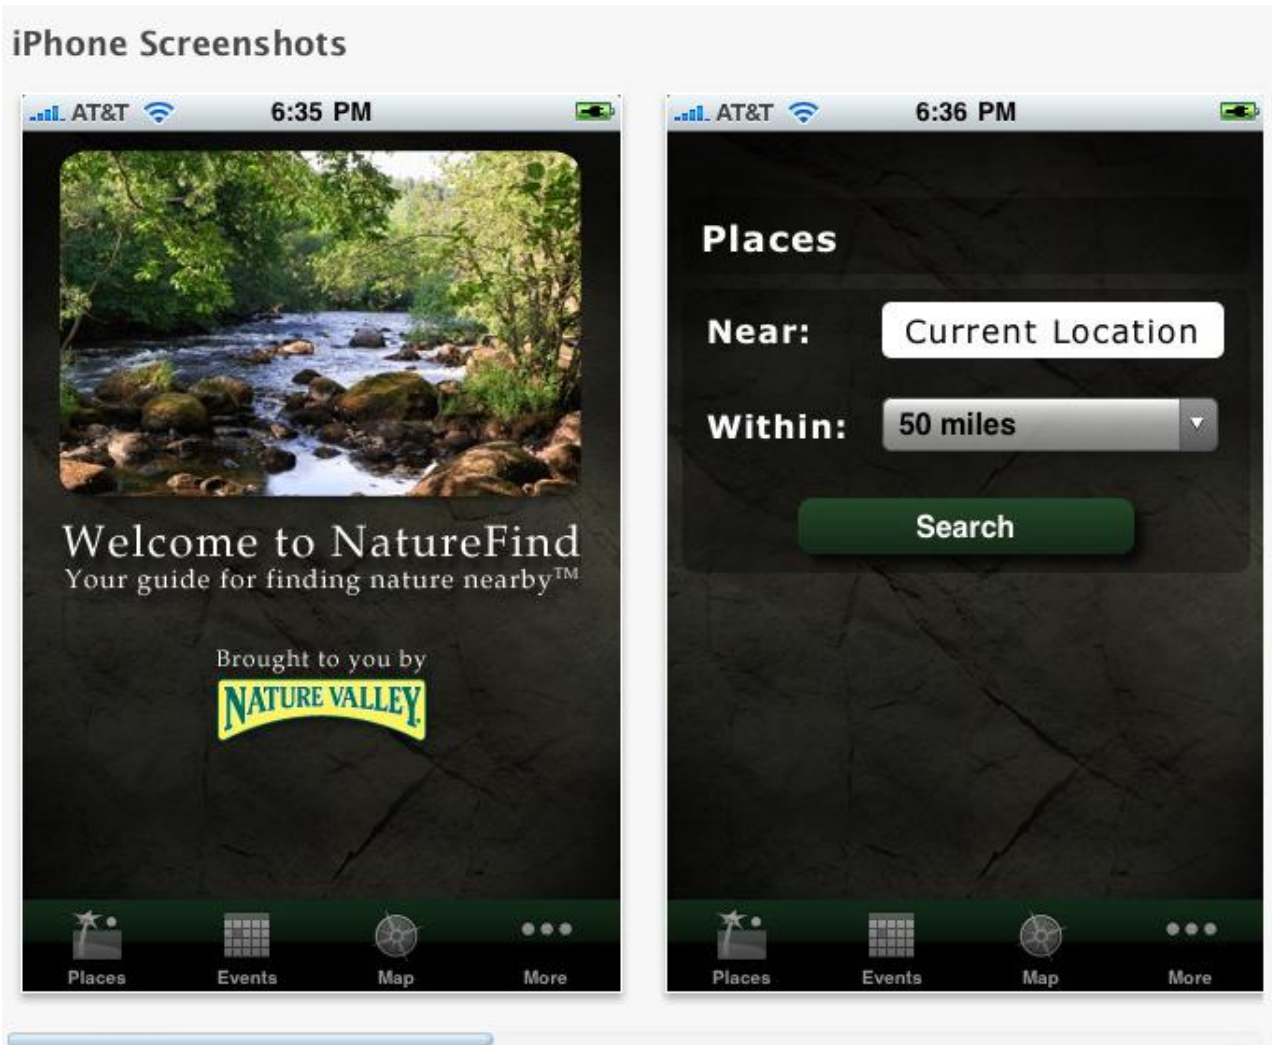 iPhone Screenshots
AT&T 6:35 PM
Welcome to NatureFind
Your guide for finding nature nearby™
Brought to you by
NATURE VALLEY.
Places Events Map More
AT&T 6:36 PM
Places
Near: Current Location
Within: 50 miles
Search
Places Events Map More